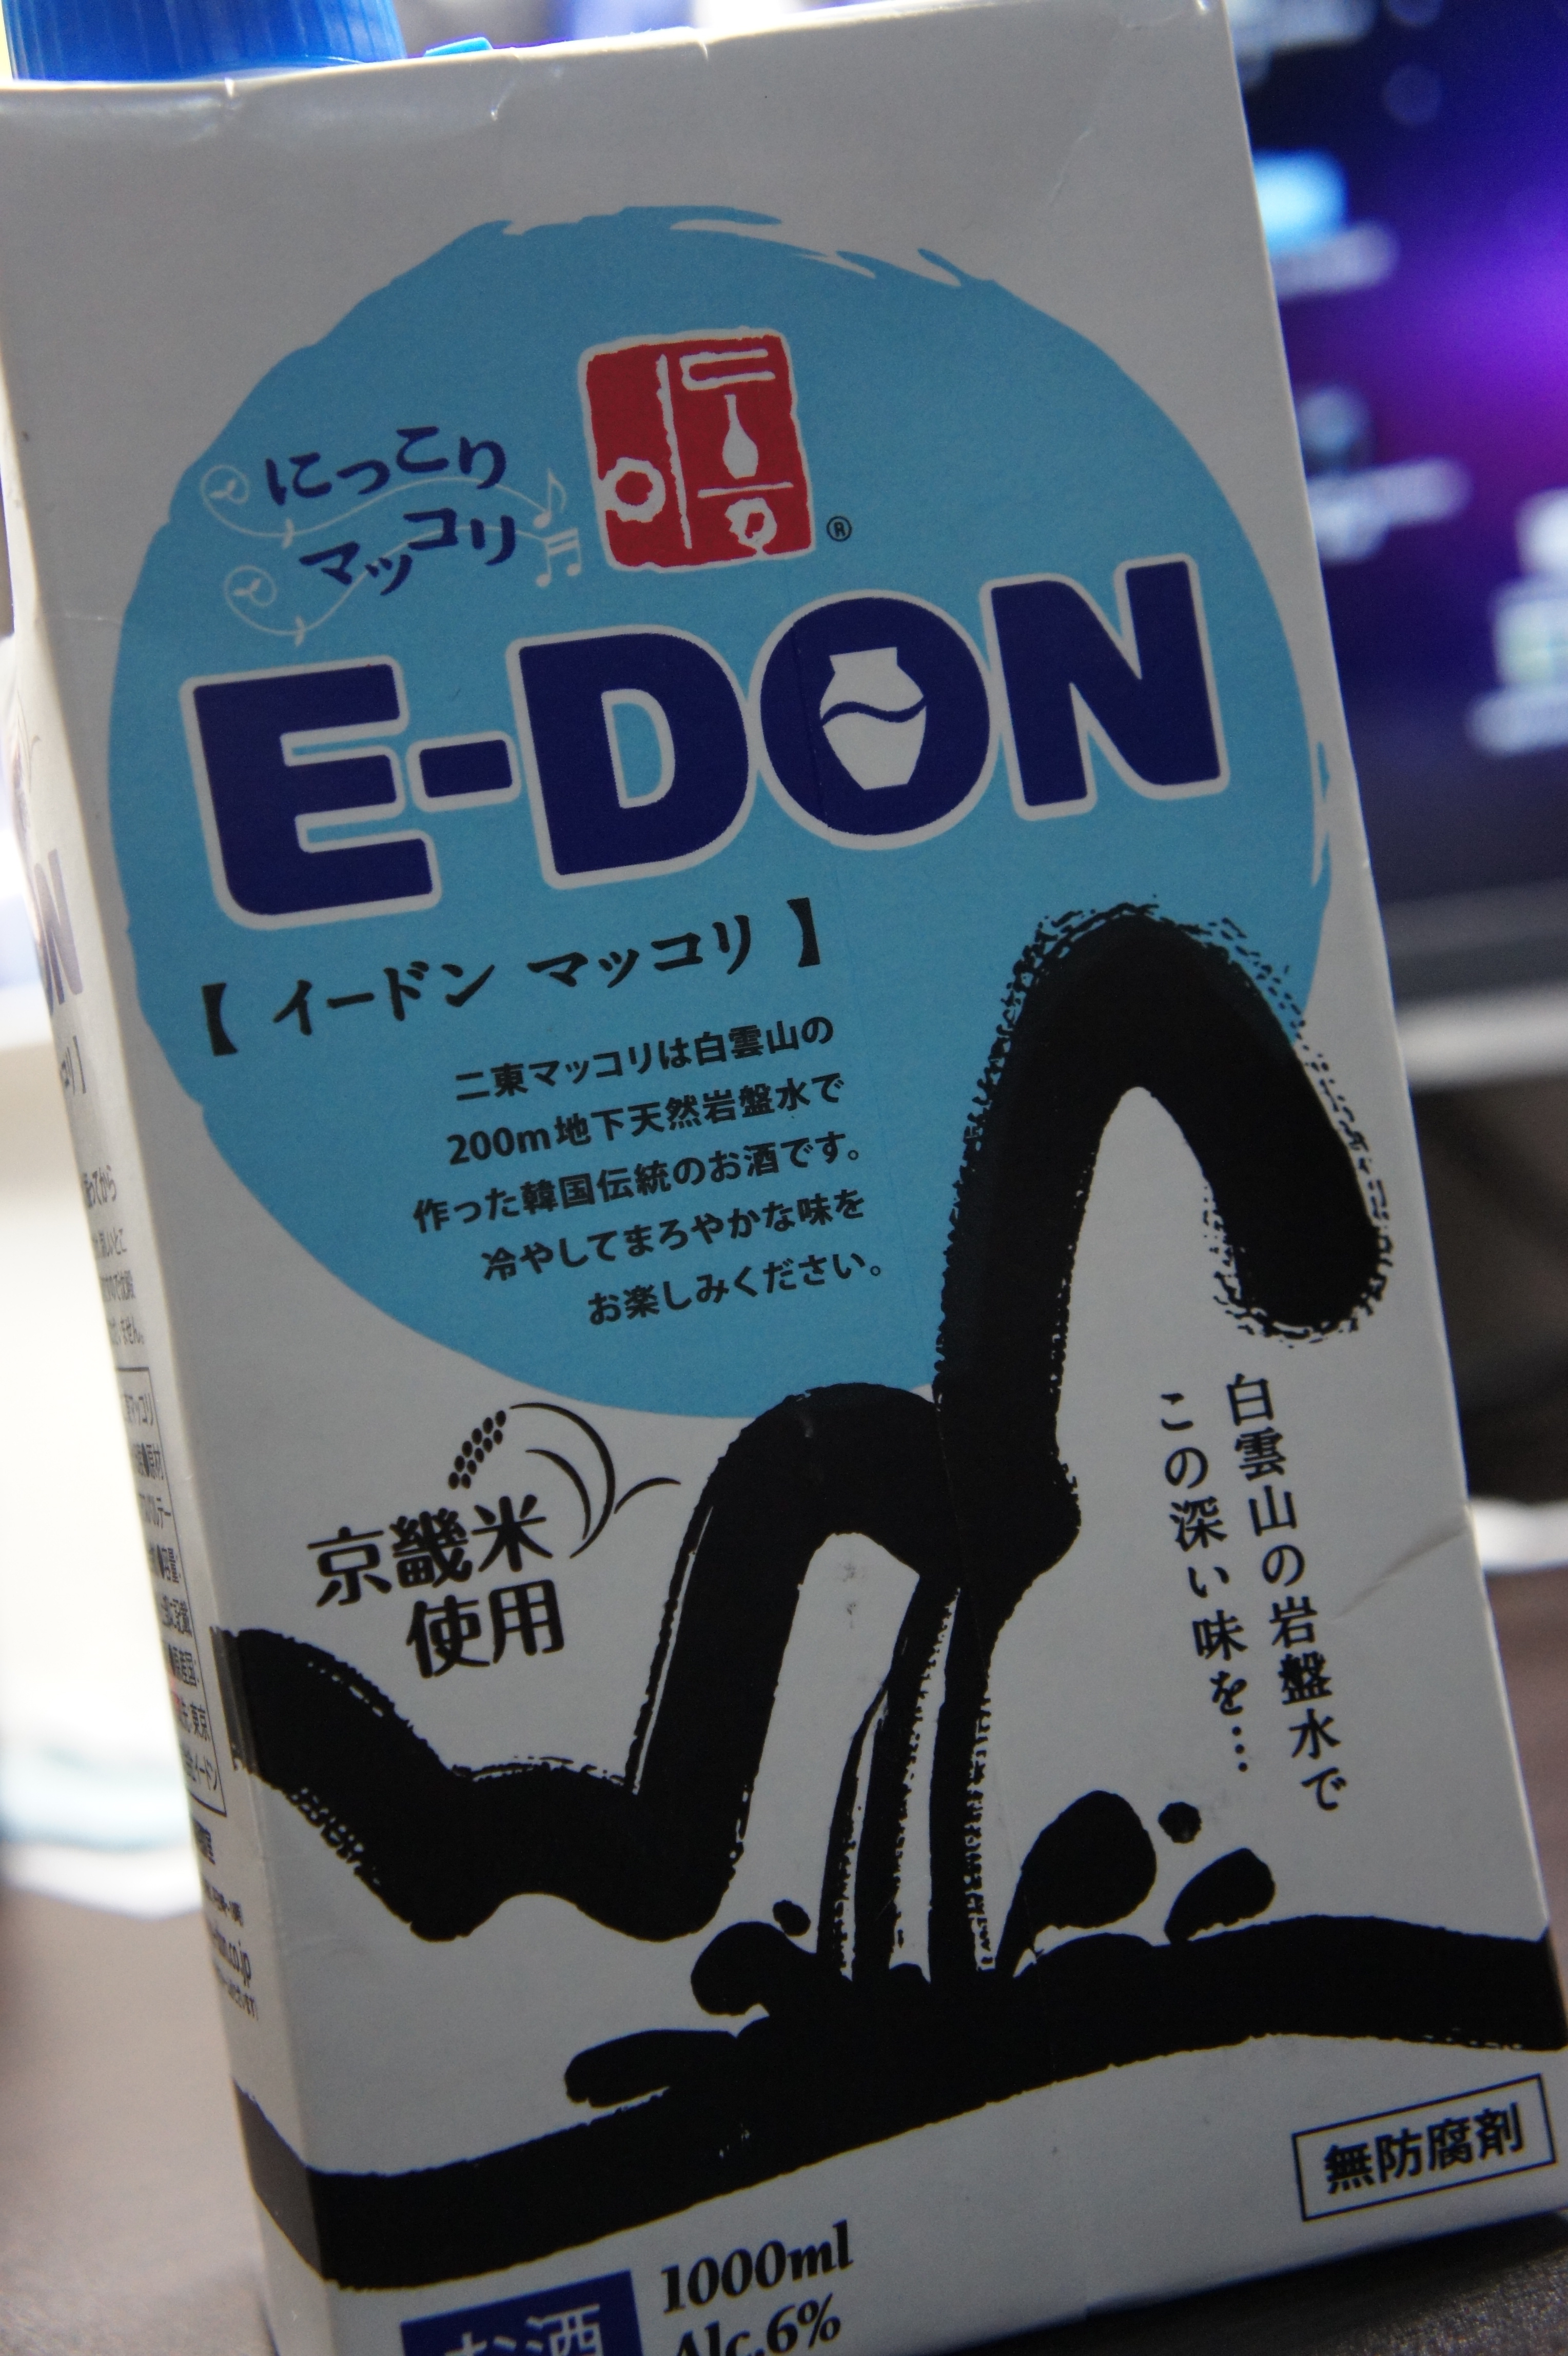 にっこり
マッコリ
이동
®
E-DON
【 イードン マッコリ 】
二東マッコリは白雲山の
200m地下天然岩盤水で
作った韓国伝統のお酒です。
冷やしてまろやかな味を
お楽しみください。
京畿米
使用
白雲山の岩盤水で
この深い味を…
無防腐剤
1000ml
Alc.6%
お酒